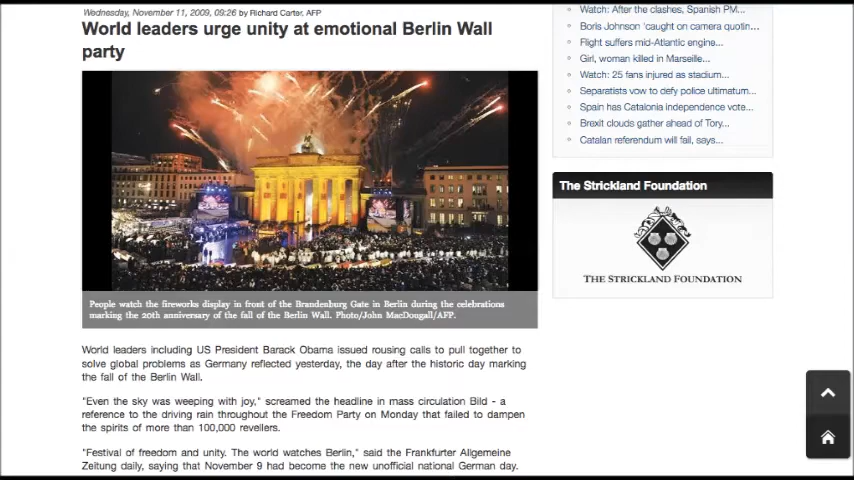 Wednesday, November 11, 2009, 09:26 by Richard Carter, AFP
World leaders urge unity at emotional Berlin Wall
party
People watch the fireworks display in front of the Brandenburg Gate in Berlin during the celebrations
marking the 20th anniversary of the fall of the Berlin Wall. Photo/John MacDougall/AFP.
World leaders including US President Barack Obama issued rousing calls to pull together to
solve global problems as Germany reflected yesterday, the day after the historic day marking
the fall of the Berlin Wall.
"Even the sky was weeping with joy," screamed the headline in mass circulation Bild - a
reference to the driving rain throughout the Freedom Party on Monday that failed to dampen
the spirits of more than 100,000 revellers.
"Festival of freedom and unity. The world watches Berlin," said the Frankfurter Allgemeine
Zeitung daily, saying that November 9 had become the new unofficial national German day.
Watch: After the clashes, Spanish PM...
Boris Johnson 'caught on camera quotin...
Flight suffers mid-Atlantic engine...
Girl, woman killed in Marseille...
Watch: 25 fans injured as stadium...
Separatists vow to defy police ultimatum...
Spain has Catalonia independence vote...
Brexit clouds gather ahead of Tory...
Catalan referendum will fail, says...
The Strickland Foundation
THE STRICKLAND FOUNDATION